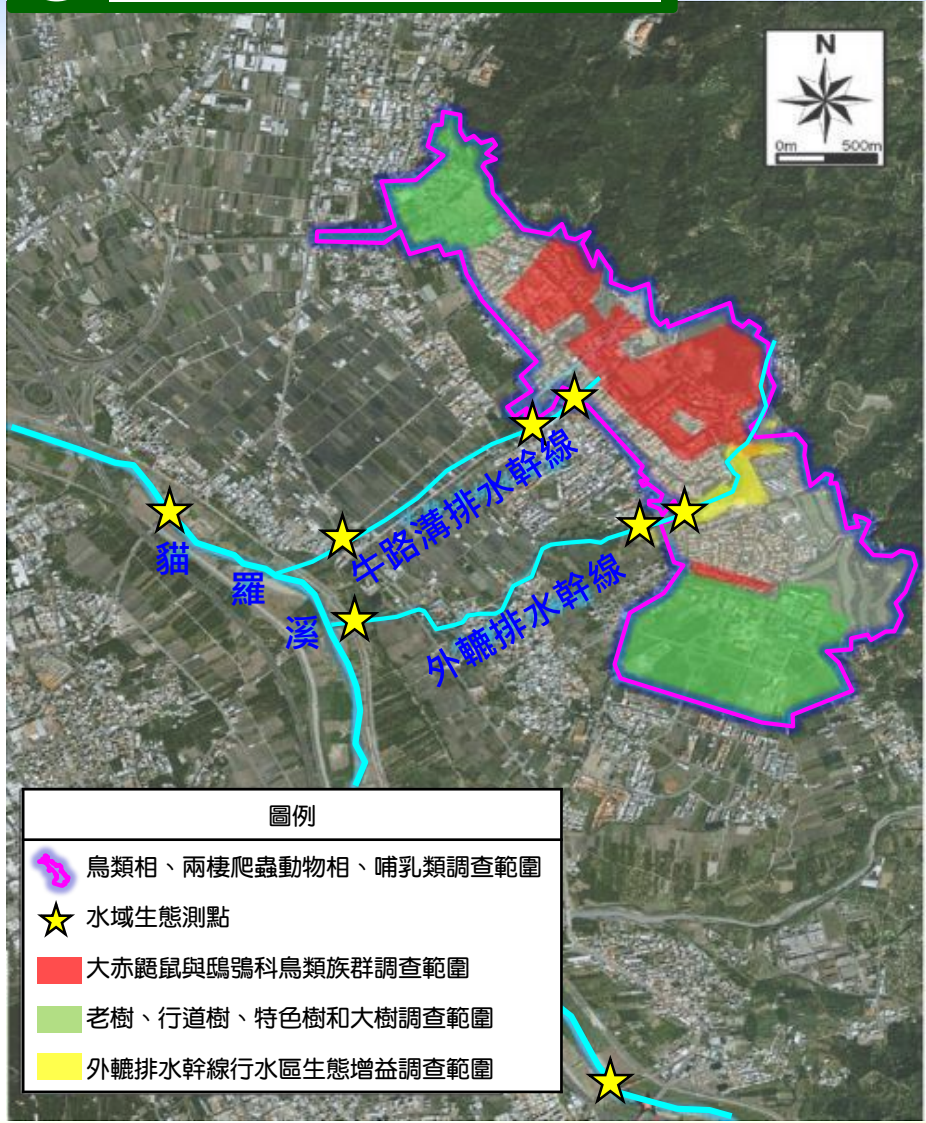 N
0m 500m
牛路溝排水幹線
貓
羅
溪
外轆排水幹線
圖例
鳥類相、兩棲爬蟲動物相、哺乳類調查範圍
水域生態測點
大赤鼯鼠與鴟鴞科鳥類族群調查範圍
老樹、行道樹、特色樹和大樹調查範圍
外轆排水幹線行水區生態增益調查範圍